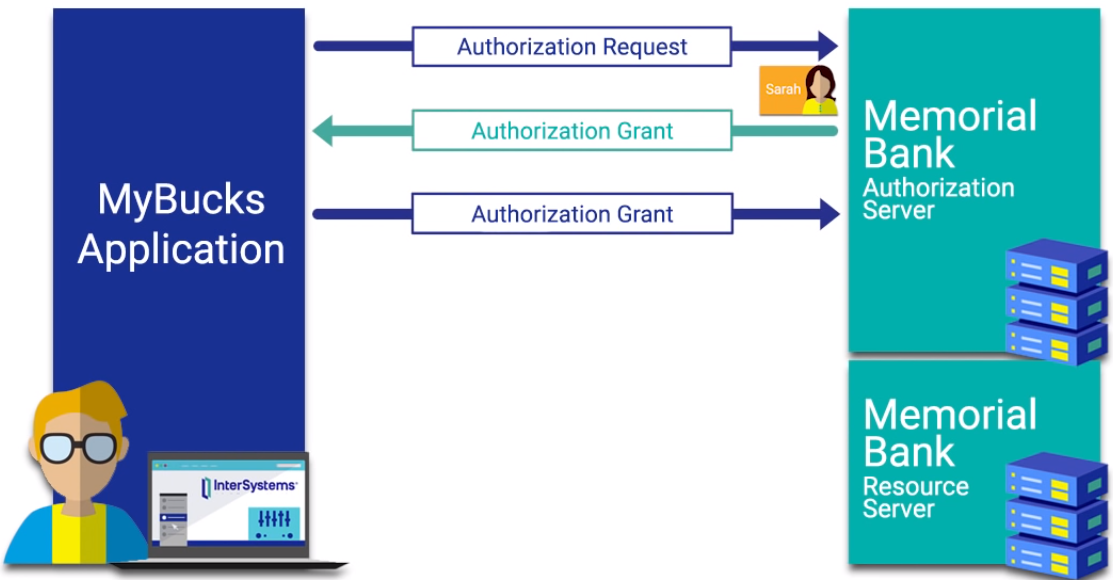 MyBucks
Application
Authorization Request
Sarah
Authorization Grant
Authorization Grant
Memorial
Bank
Authorization
Server
Memorial
Bank
Resource
Server
InterSystems